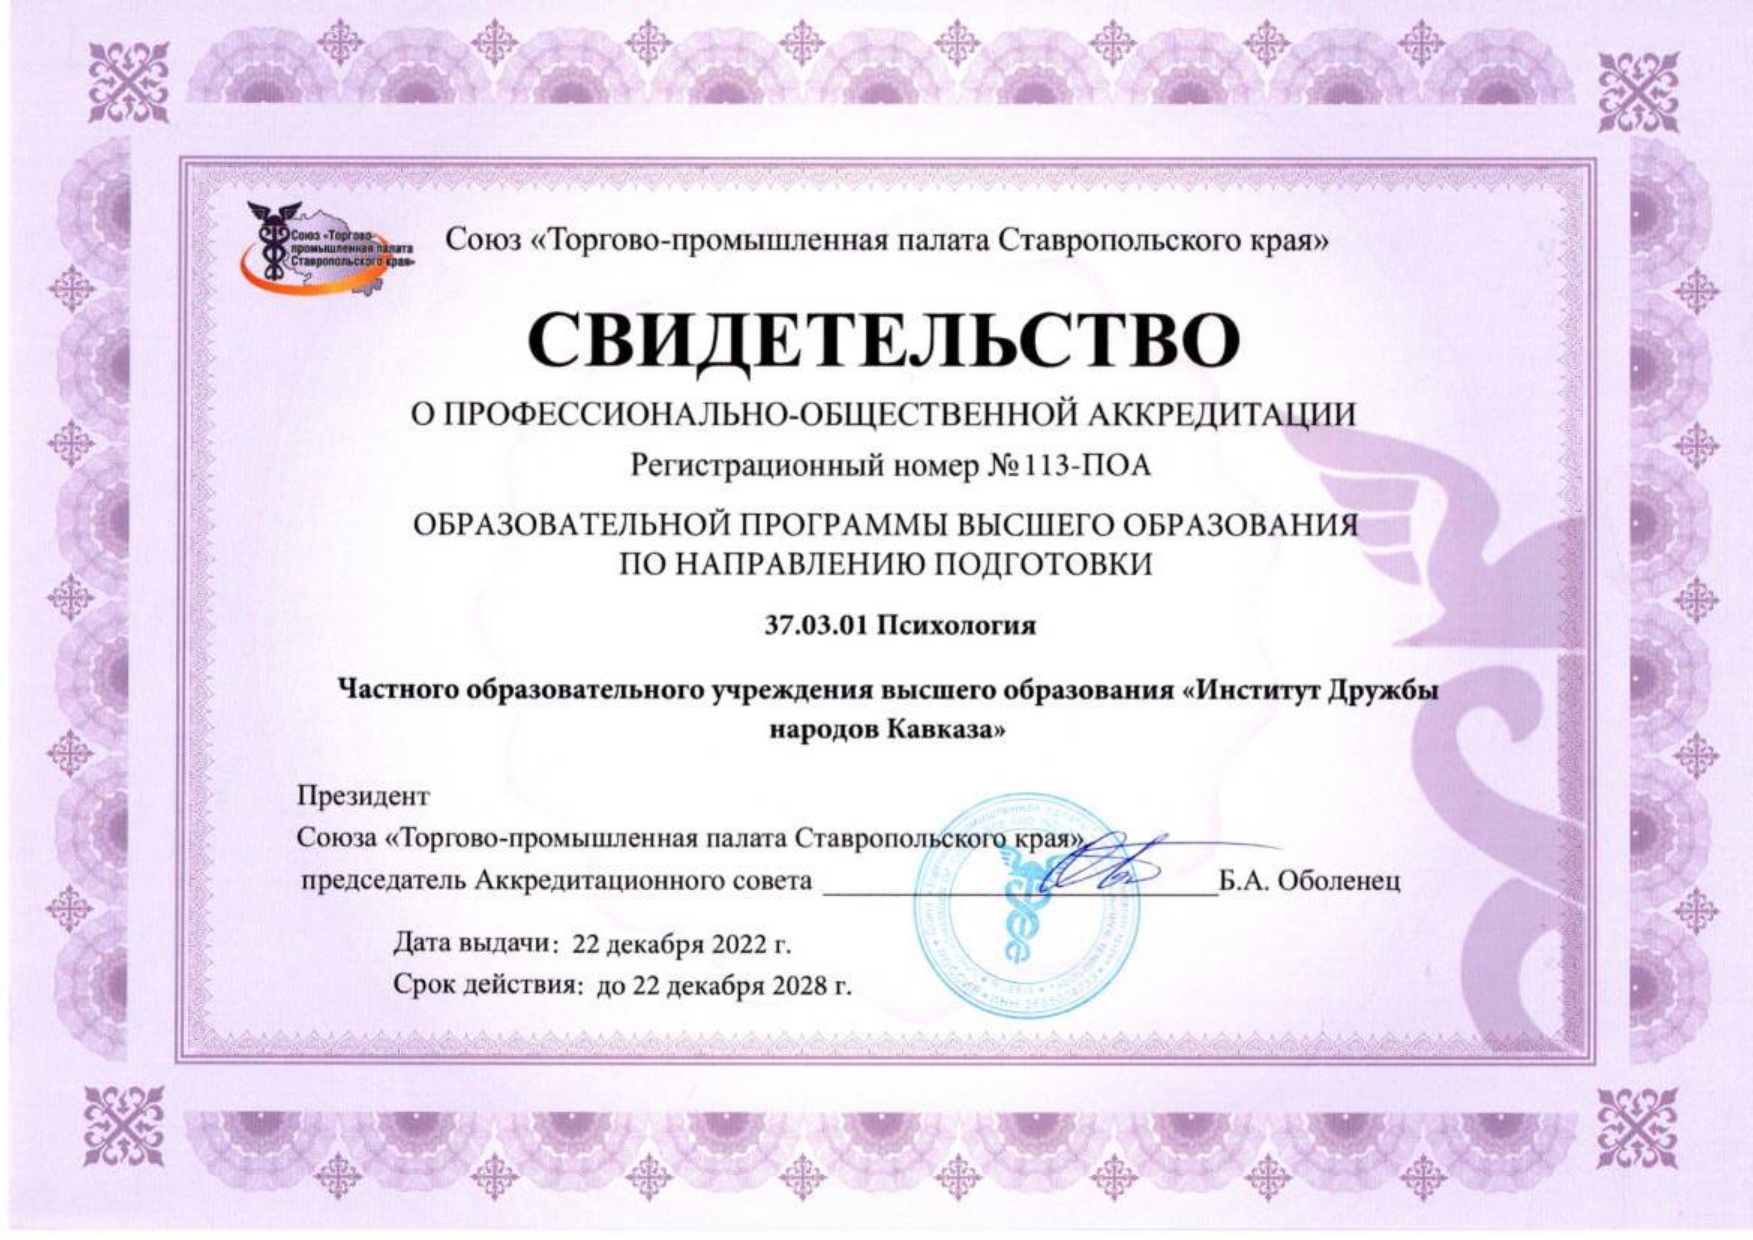 Союз «Торгово-
промышленная палата
Ставропольского края»
Союз «Торгово-промышленная палата Ставропольского края»
СВИДЕТЕЛЬСТВО
О ПРОФЕССИОНАЛЬНО-ОБЩЕСТВЕННОЙ АККРЕДИТАЦИИ
Регистрационный номер №113-ПОА
ОБРАЗОВАТЕЛЬНОЙ ПРОГРАММЫ ВЫСШЕГО ОБРАЗОВАНИЯ
ПО НАПРАВЛЕНИЮ ПОДГОТОВКИ
37.03.01 Психология
Частного образовательного учреждения высшего образования «Институт Дружбы
народов Кавказа»
Президент
Союза «Торгово-промышленная палата Ставропольского края»,
председатель Аккредитационного совета Б.А. Оболенец
Дата выдачи: 22 декабря 2022 г.
Срок действия: до 22 декабря 2028 г.